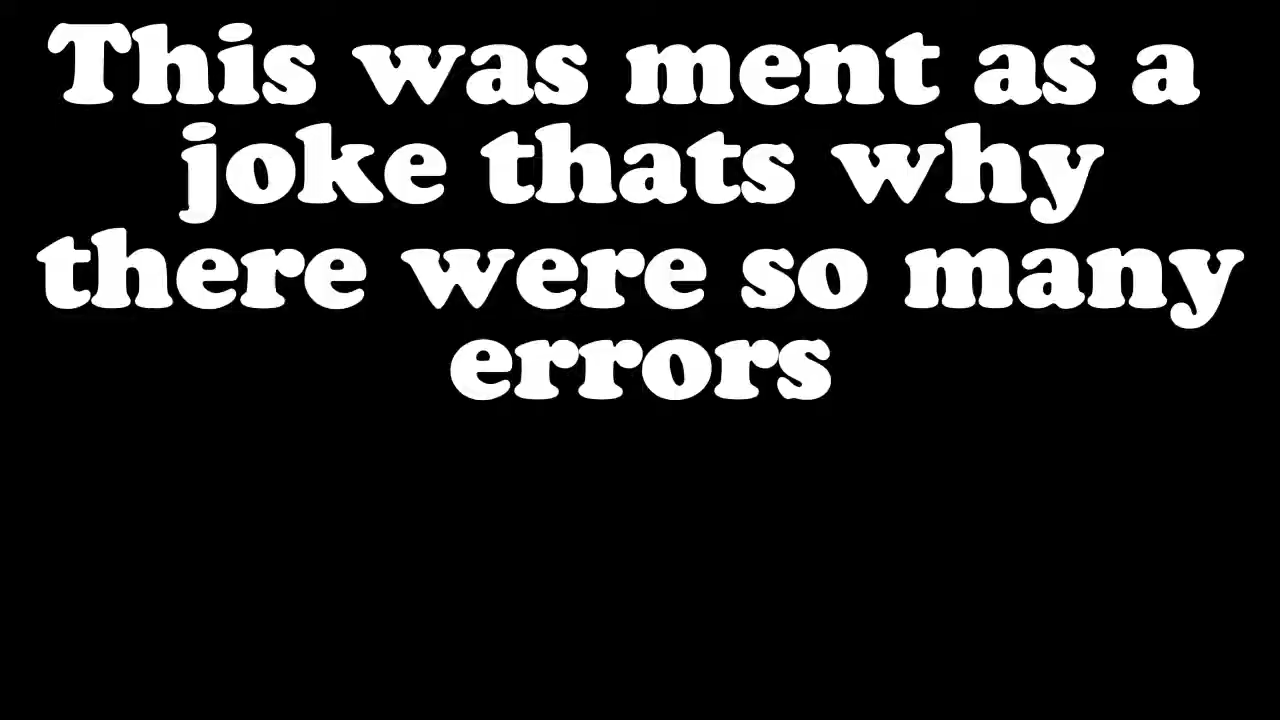 This was ment as a
joke thats why
there were so many
errors